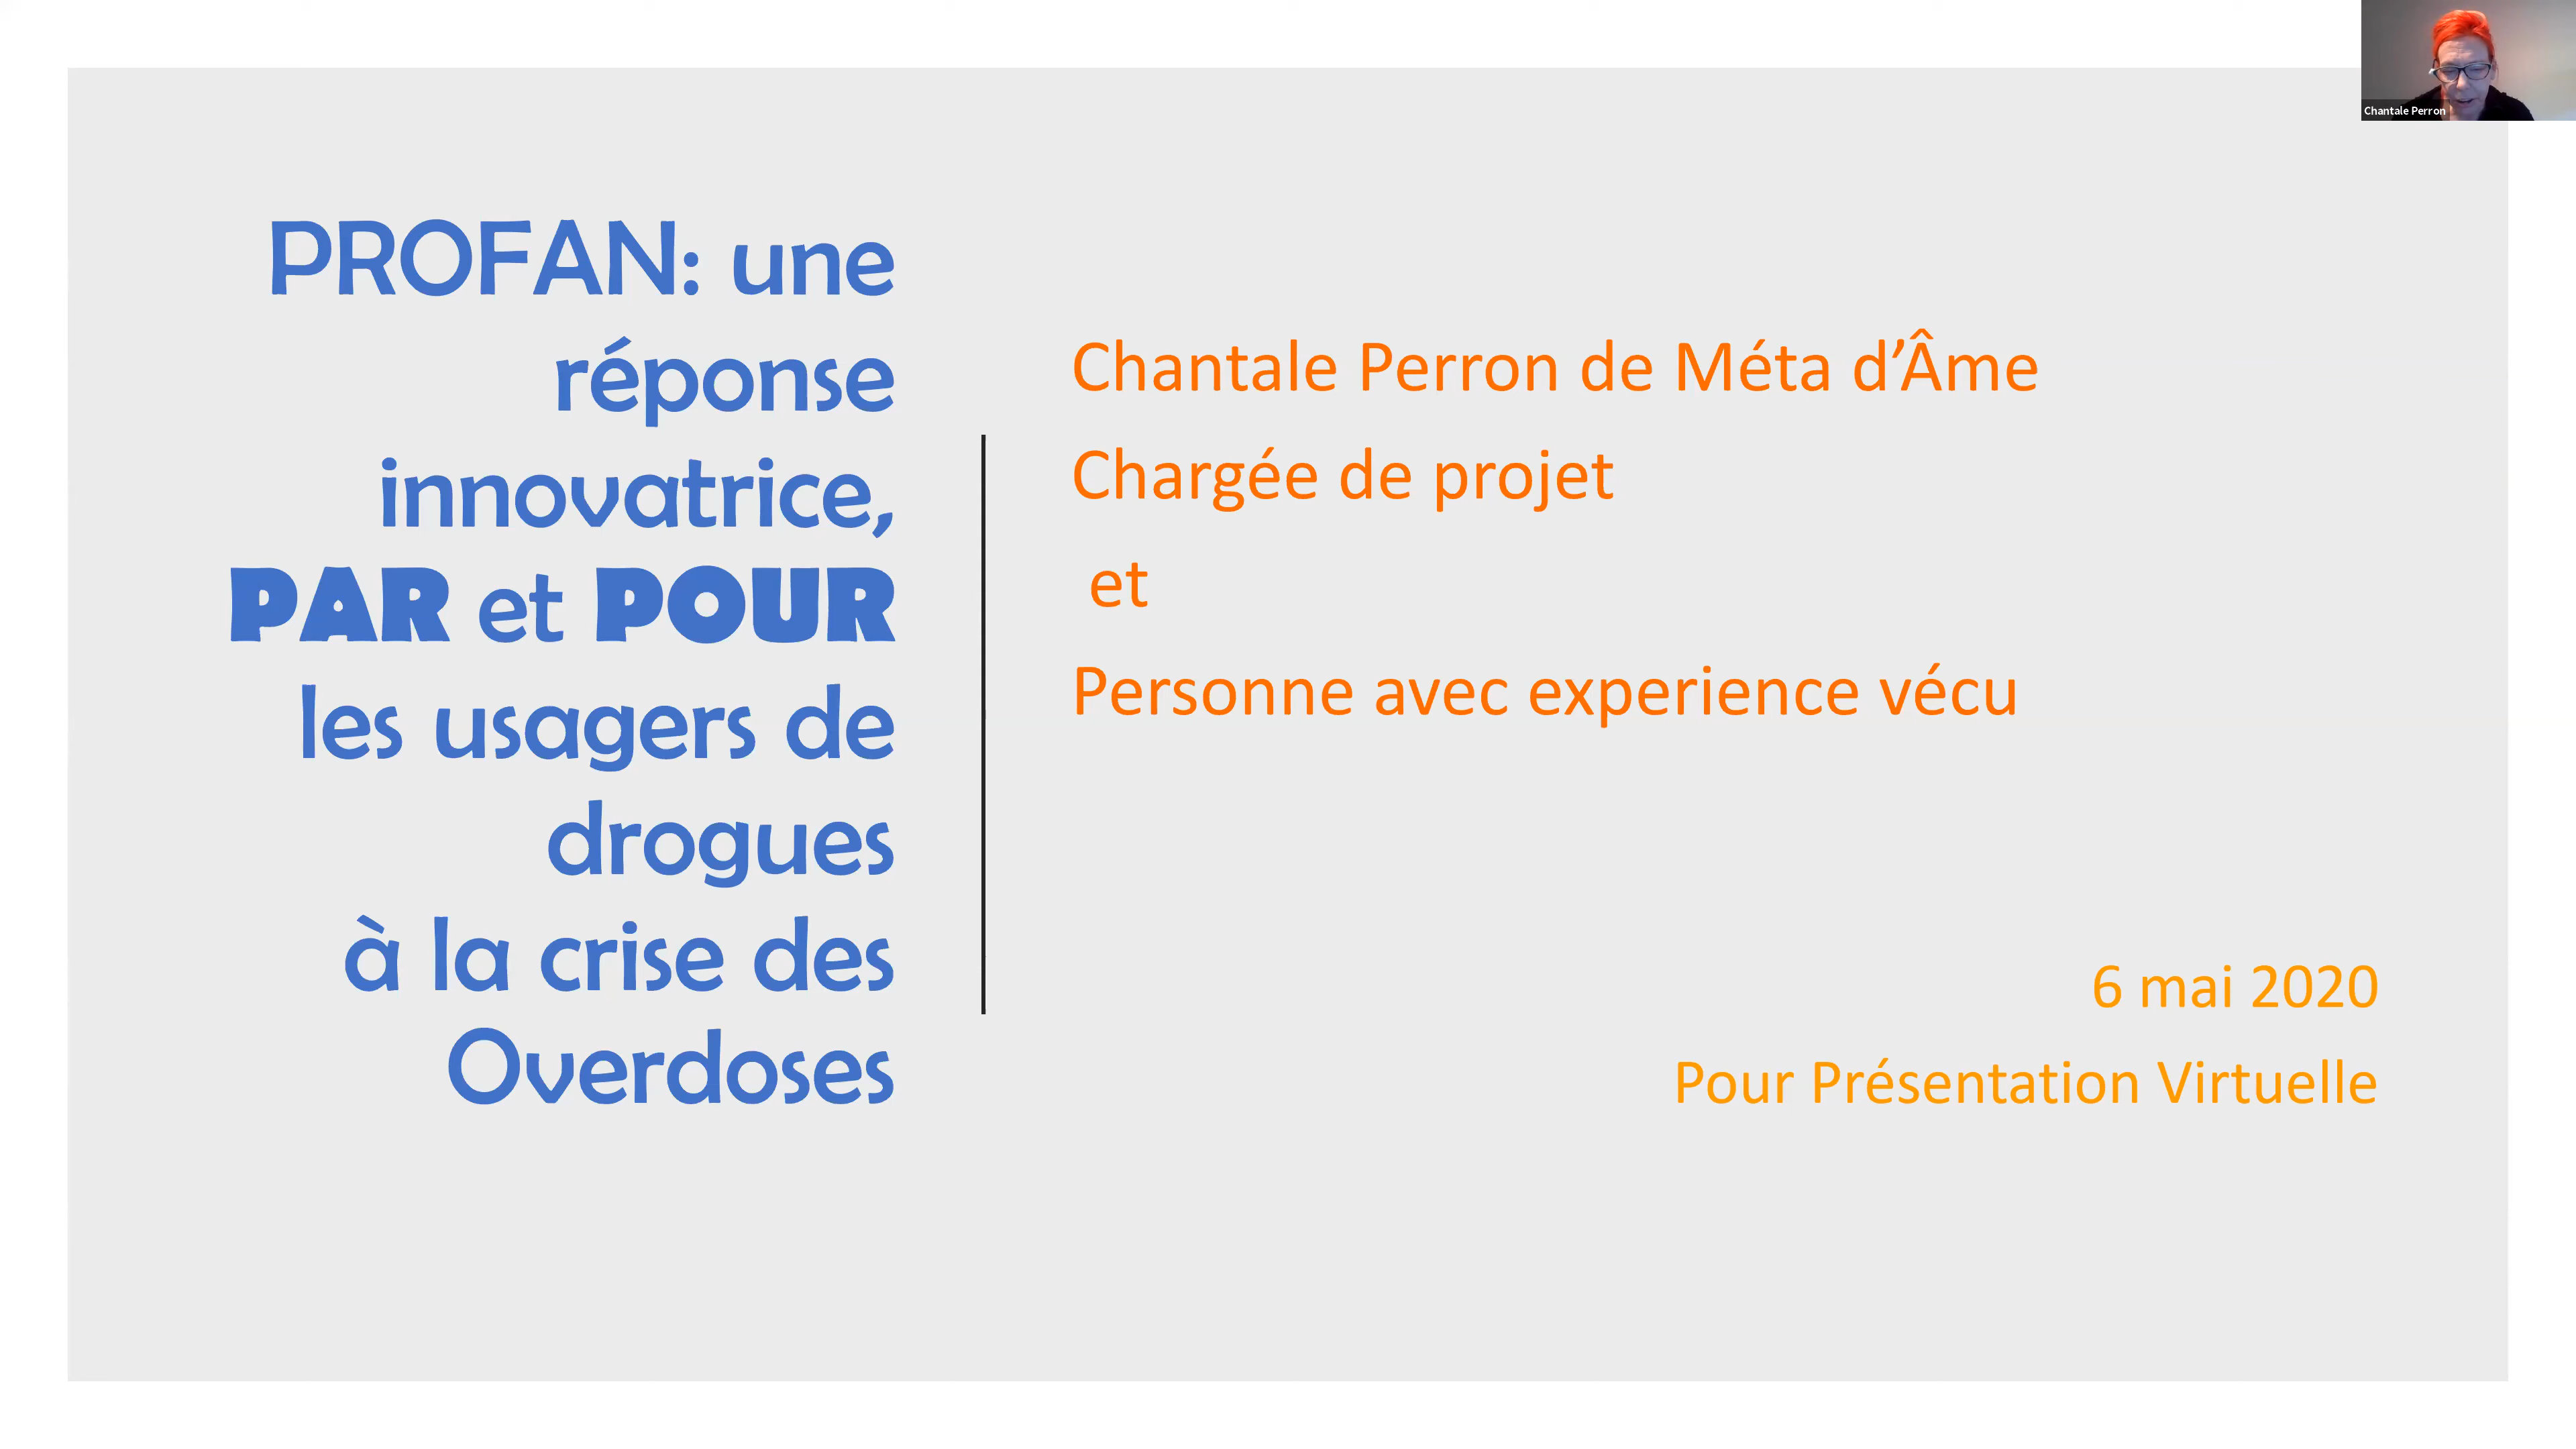 PROFAN: une
réponse
innovatrice,
PAR et POUR
les usagers de
drogues
à la crise des
Overdoses
Chantale Perron de Méta d’Âme
Chargée de projet
et
Personne avec experience vécu
6 mai 2020
Pour Présentation Virtuelle
Chantale Perron